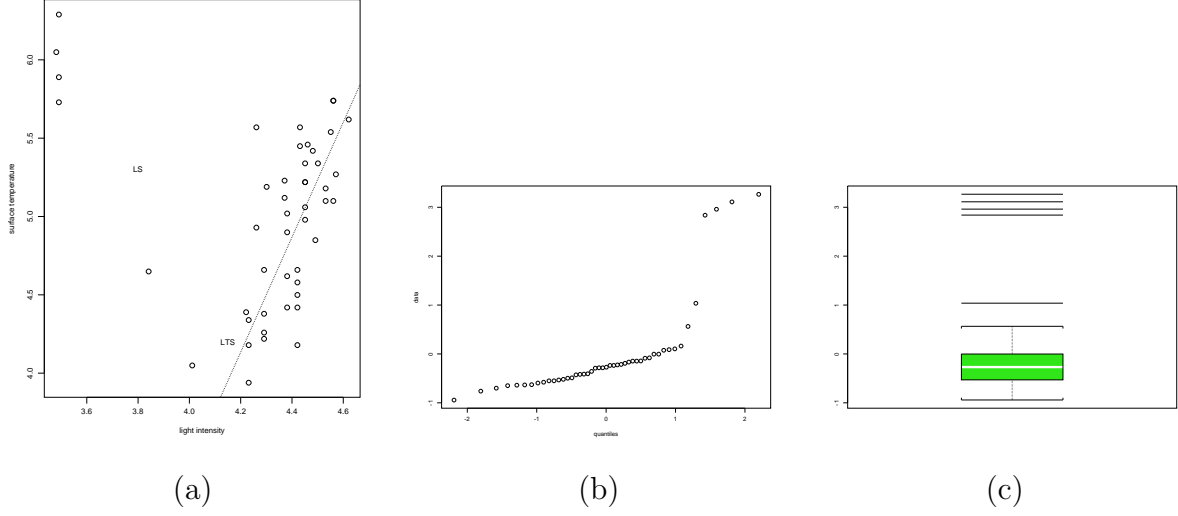 surface temperature
6.0
5.5
5.0
4.5
4.0
LS
LTS
3.6 3.8 4.0 4.2 4.4 4.6
light intensity
(a)
data
3
2
1
0
-1
-2 -1 0 1 2
quantiles
(b)
3
2
1
0
-1
(c)